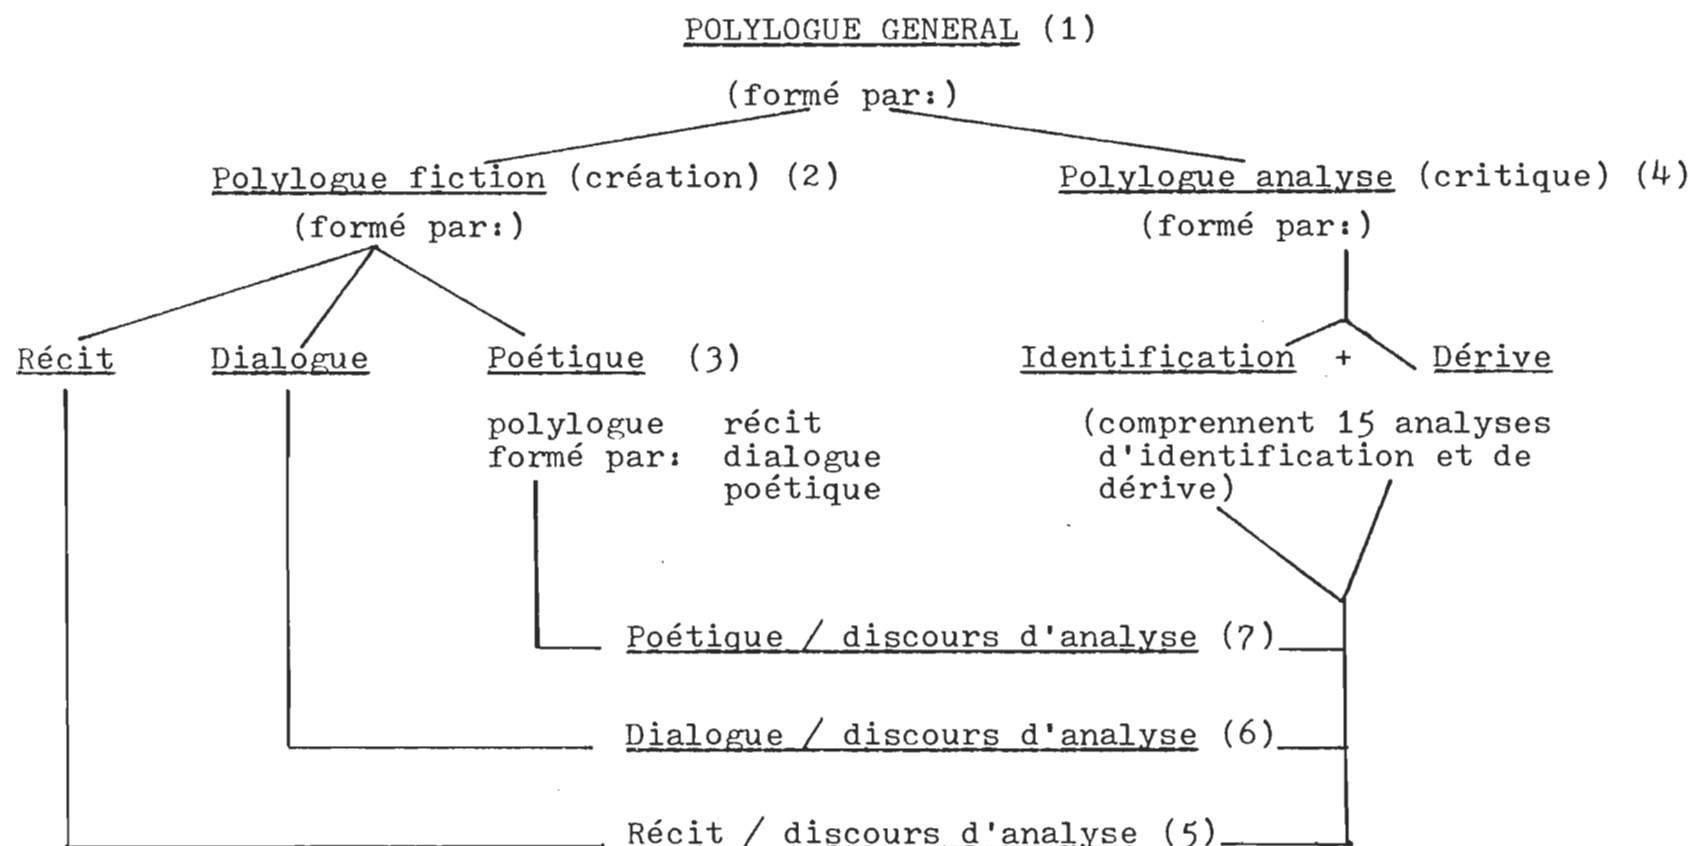 POLYLOGUE GENERAL (1)
(formé par:)
Polylogue fiction (création) (2)
Polylogue analyse (critique) (4)
(formé par:)
(formé par:)
Récit
Dialogue
Poétique (3)
Identification + Dérive
polylogue récit
formé par: dialogue
poétique
(comprennent 15 analyses
d'identification et de
dérive)
Poétique / discours d'analyse (7)
Dialogue / discours d'analyse (6)
Récit / discours d'analyse (5)